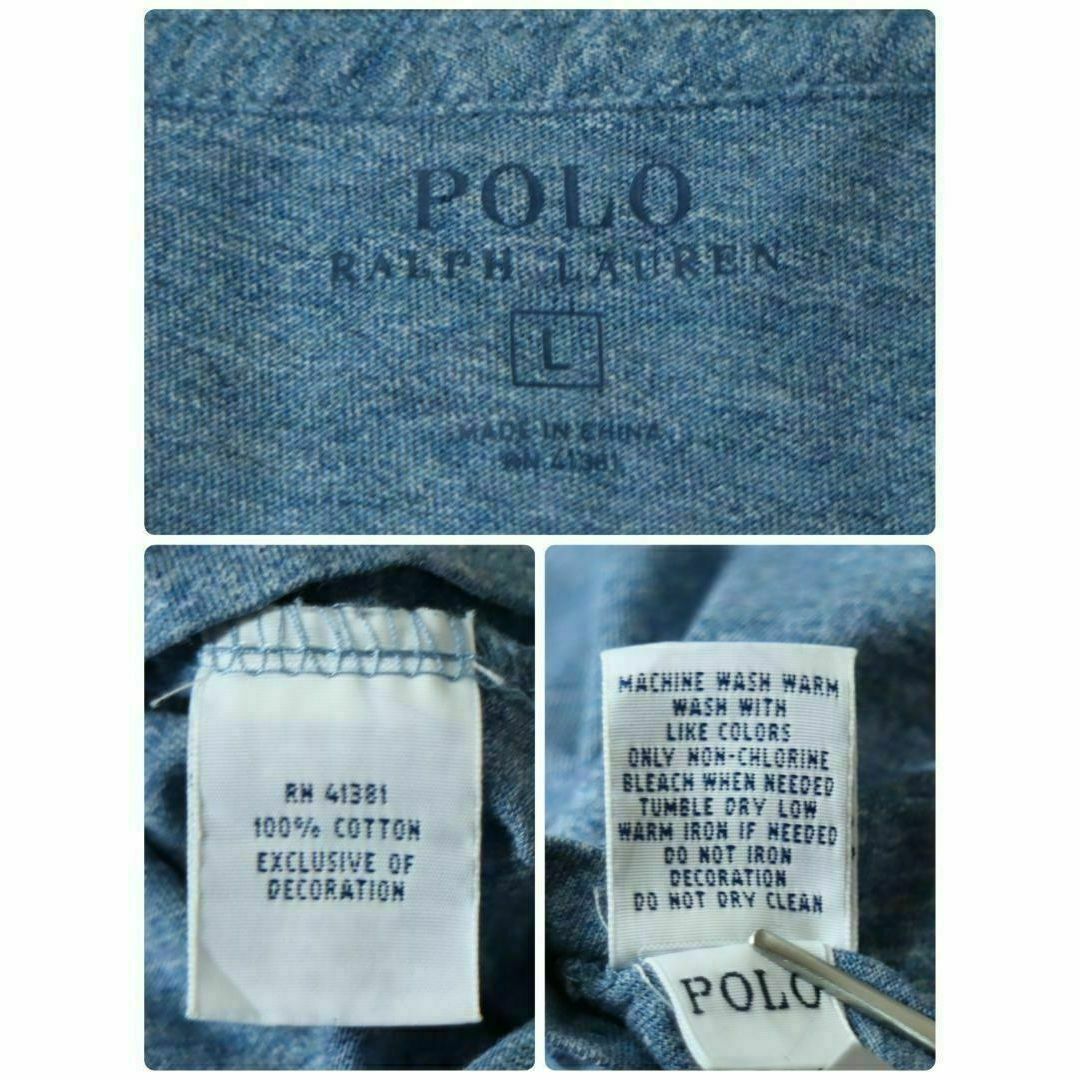 POLO
RALPH LAUREN
L
MADE IN CHINA
RN 41381
RN 41381
100% COTTON
EXCLUSIVE OF
DECORATION
MACHINE WASH WARM
WASH WITH
LIKE COLORS
ONLY NON-CHLORINE
BLEACH WHEN NEEDED
TUMBLE DRY LOW
WARM IRON IF NEEDED
DO NOT IRON
DECORATION
DO NOT DRY CLEAN
POLO